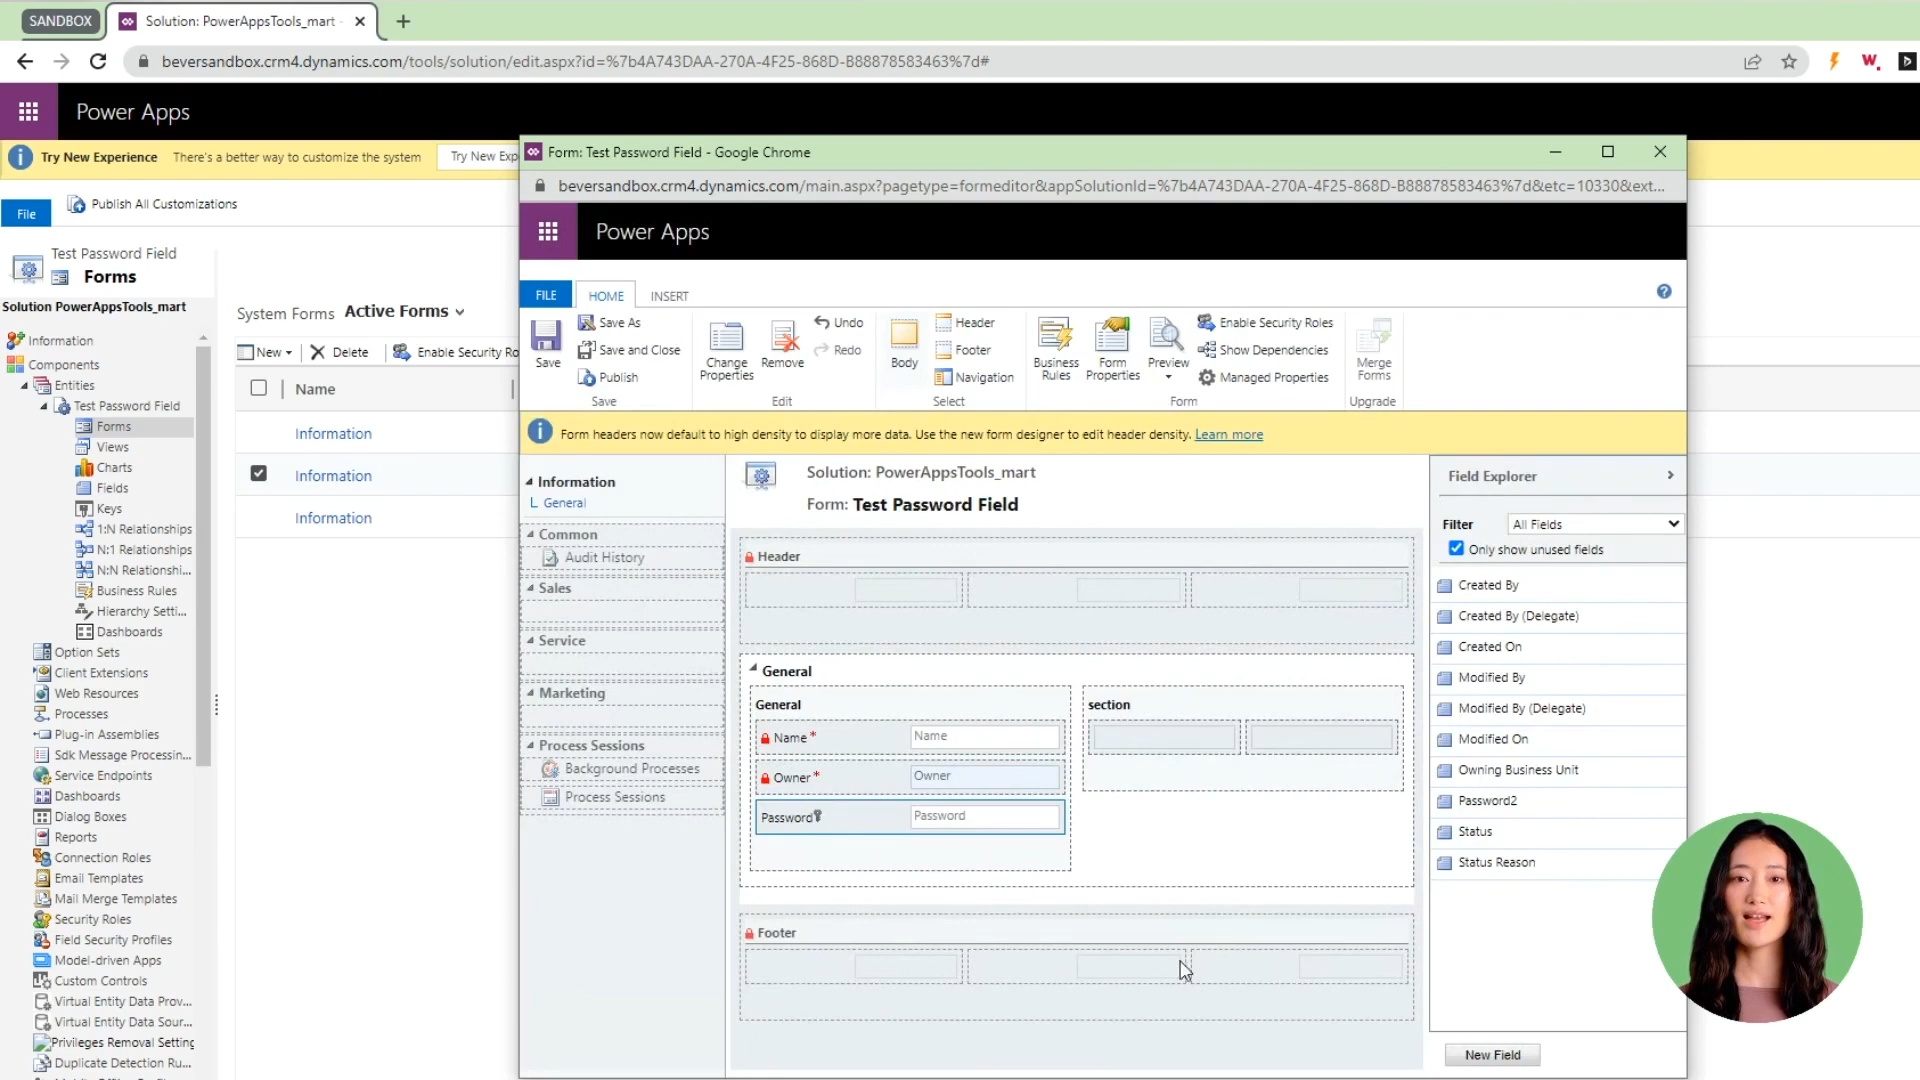 SANDBOX
Solution: PowerAppsTools_mart -
beversandbox.crm4.dynamics.com/tools/solution/edit.aspx?id=%7b4A743DAA-270A-4F25-868D-B88878583463%7d#
Power Apps
Try New Experience There's a better way to customize the system Try New Exp
File
Publish All Customizations
Test Password Field
Forms
Solution PowerAppsTools_mart
Information
Components
Entities
Test Password Field
Forms
Views
Charts
Fields
Keys
1:N Relationships
N:1 Relationships
N:N Relationshi...
Business Rules
Hierarchy Setti...
Dashboards
Option Sets
Client Extensions
Web Resources
Processes
Plug-in Assemblies
Sdk Message Processin...
Service Endpoints
Dashboards
Dialog Boxes
Reports
Connection Roles
Email Templates
Mail Merge Templates
Security Roles
Field Security Profiles
Model-driven Apps
Custom Controls
Virtual Entity Data Prov...
Virtual Entity Data Sour...
Privileges Removal Setting
Duplicate Detection Ru...
System Forms Active Forms
New
Delete
Enable Security Ro
Name
Information
Information
Information
Form: Test Password Field - Google Chrome
beversandbox.crm4.dynamics.com/main.aspx?pagetype=formeditor&appSolutionId=%7b4A743DAA-270A-4F25-868D-B88878583463%7d&etc=10330&ext...
Power Apps
FILE HOME INSERT
Save
Save As
Save and Close
Publish
Save
Change Properties
Remove
Undo
Redo
Edit
Body
Header
Footer
Navigation
Select
Business Rules
Form Properties
Preview
Enable Security Roles
Show Dependencies
Managed Properties
Form
Merge Forms
Upgrade
Form headers now default to high density to display more data. Use the new form designer to edit header density. Learn more
Information
General
Common
Audit History
Sales
Service
Marketing
Process Sessions
Background Processes
Process Sessions
Solution: PowerAppsTools_mart
Form: Test Password Field
Header
General
General
Name* Name
Owner* Owner
Password Password
section
Footer
Field Explorer
Filter All Fields
Only show unused fields
Created By
Created By (Delegate)
Created On
Modified By
Modified By (Delegate)
Modified On
Owning Business Unit
Password2
Status
Status Reason
New Field